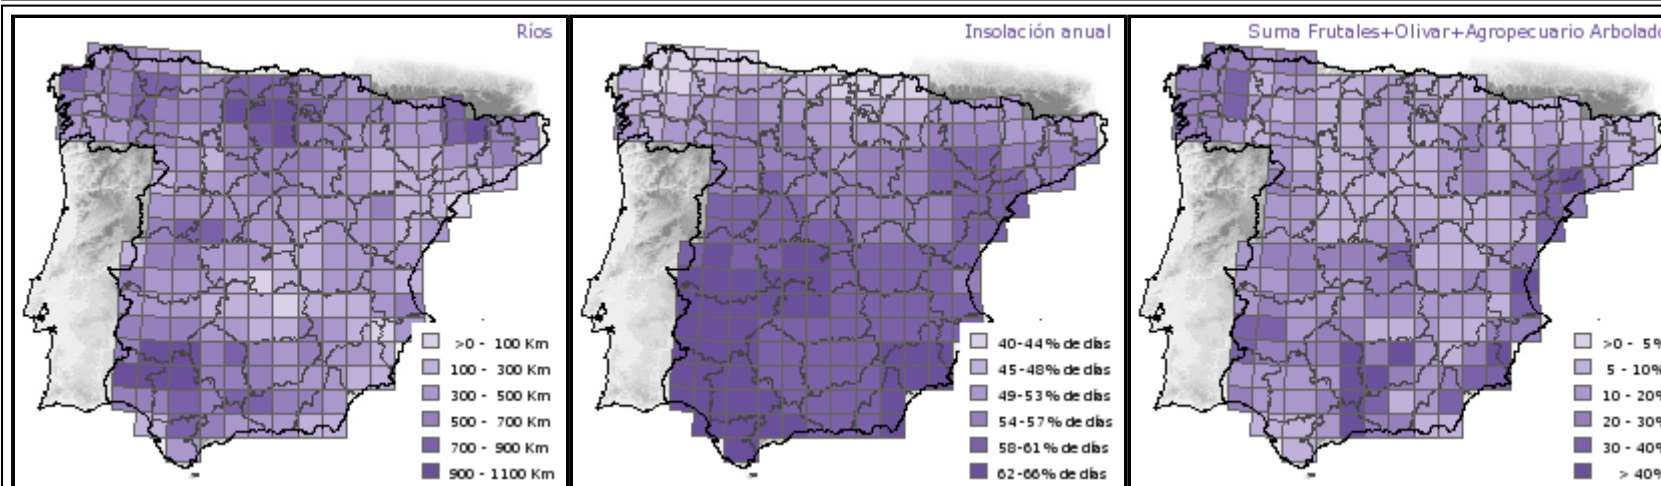 Ríos
>0 - 100 Km
100 - 300 Km
300 - 500 Km
500 - 700 Km
700 - 900 Km
900 - 1100 Km
Insolación anual
40-44% de días
45-48% de días
49-53% de días
54-57% de días
58-61% de días
62-66% de días
Suma Frutales+Olivar+Agropecuario Arbolado
>0 - 5%
5 - 10%
10 - 20%
20 - 30%
30 - 40%
> 40%